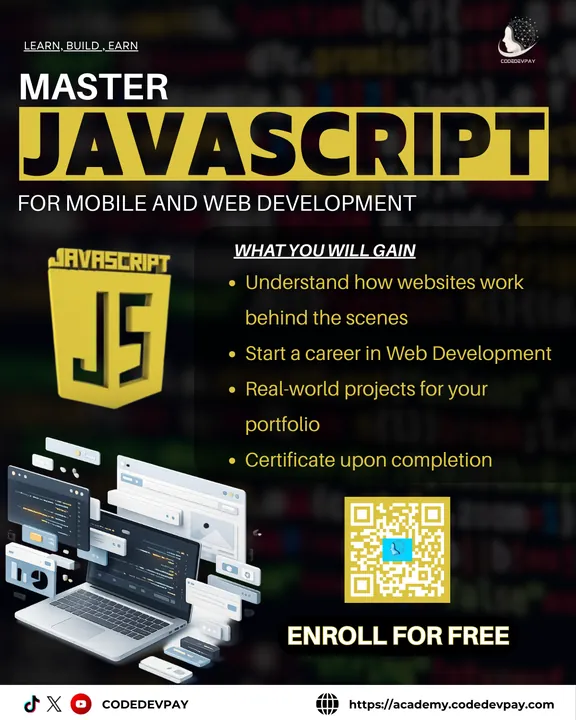 LEARN, BUILD , EARN
CODEDEVPAY
MASTER
JAVASCRIPT
FOR MOBILE AND WEB DEVELOPMENT
JAVASCRIPT
JS
WHAT YOU WILL GAIN
• Understand how websites work
behind the scenes
• Start a career in Web Development
• Real-world projects for your
portfolio
• Certificate upon completion
ENROLL FOR FREE
CODEDEVPAY
https://academy.codedevpay.com